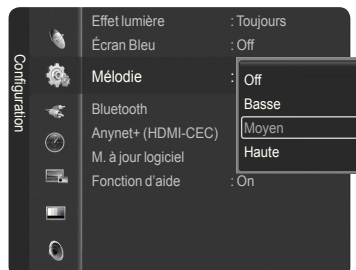 Configuration
Effet lumière : Toujours
Écran Bleu : Off
Mélodie :
Off
Basse
Moyen
Haute
Bluetooth
Anynet+ (HDMI-CEC)
M. à jour logiciel
Fonction d'aide : On